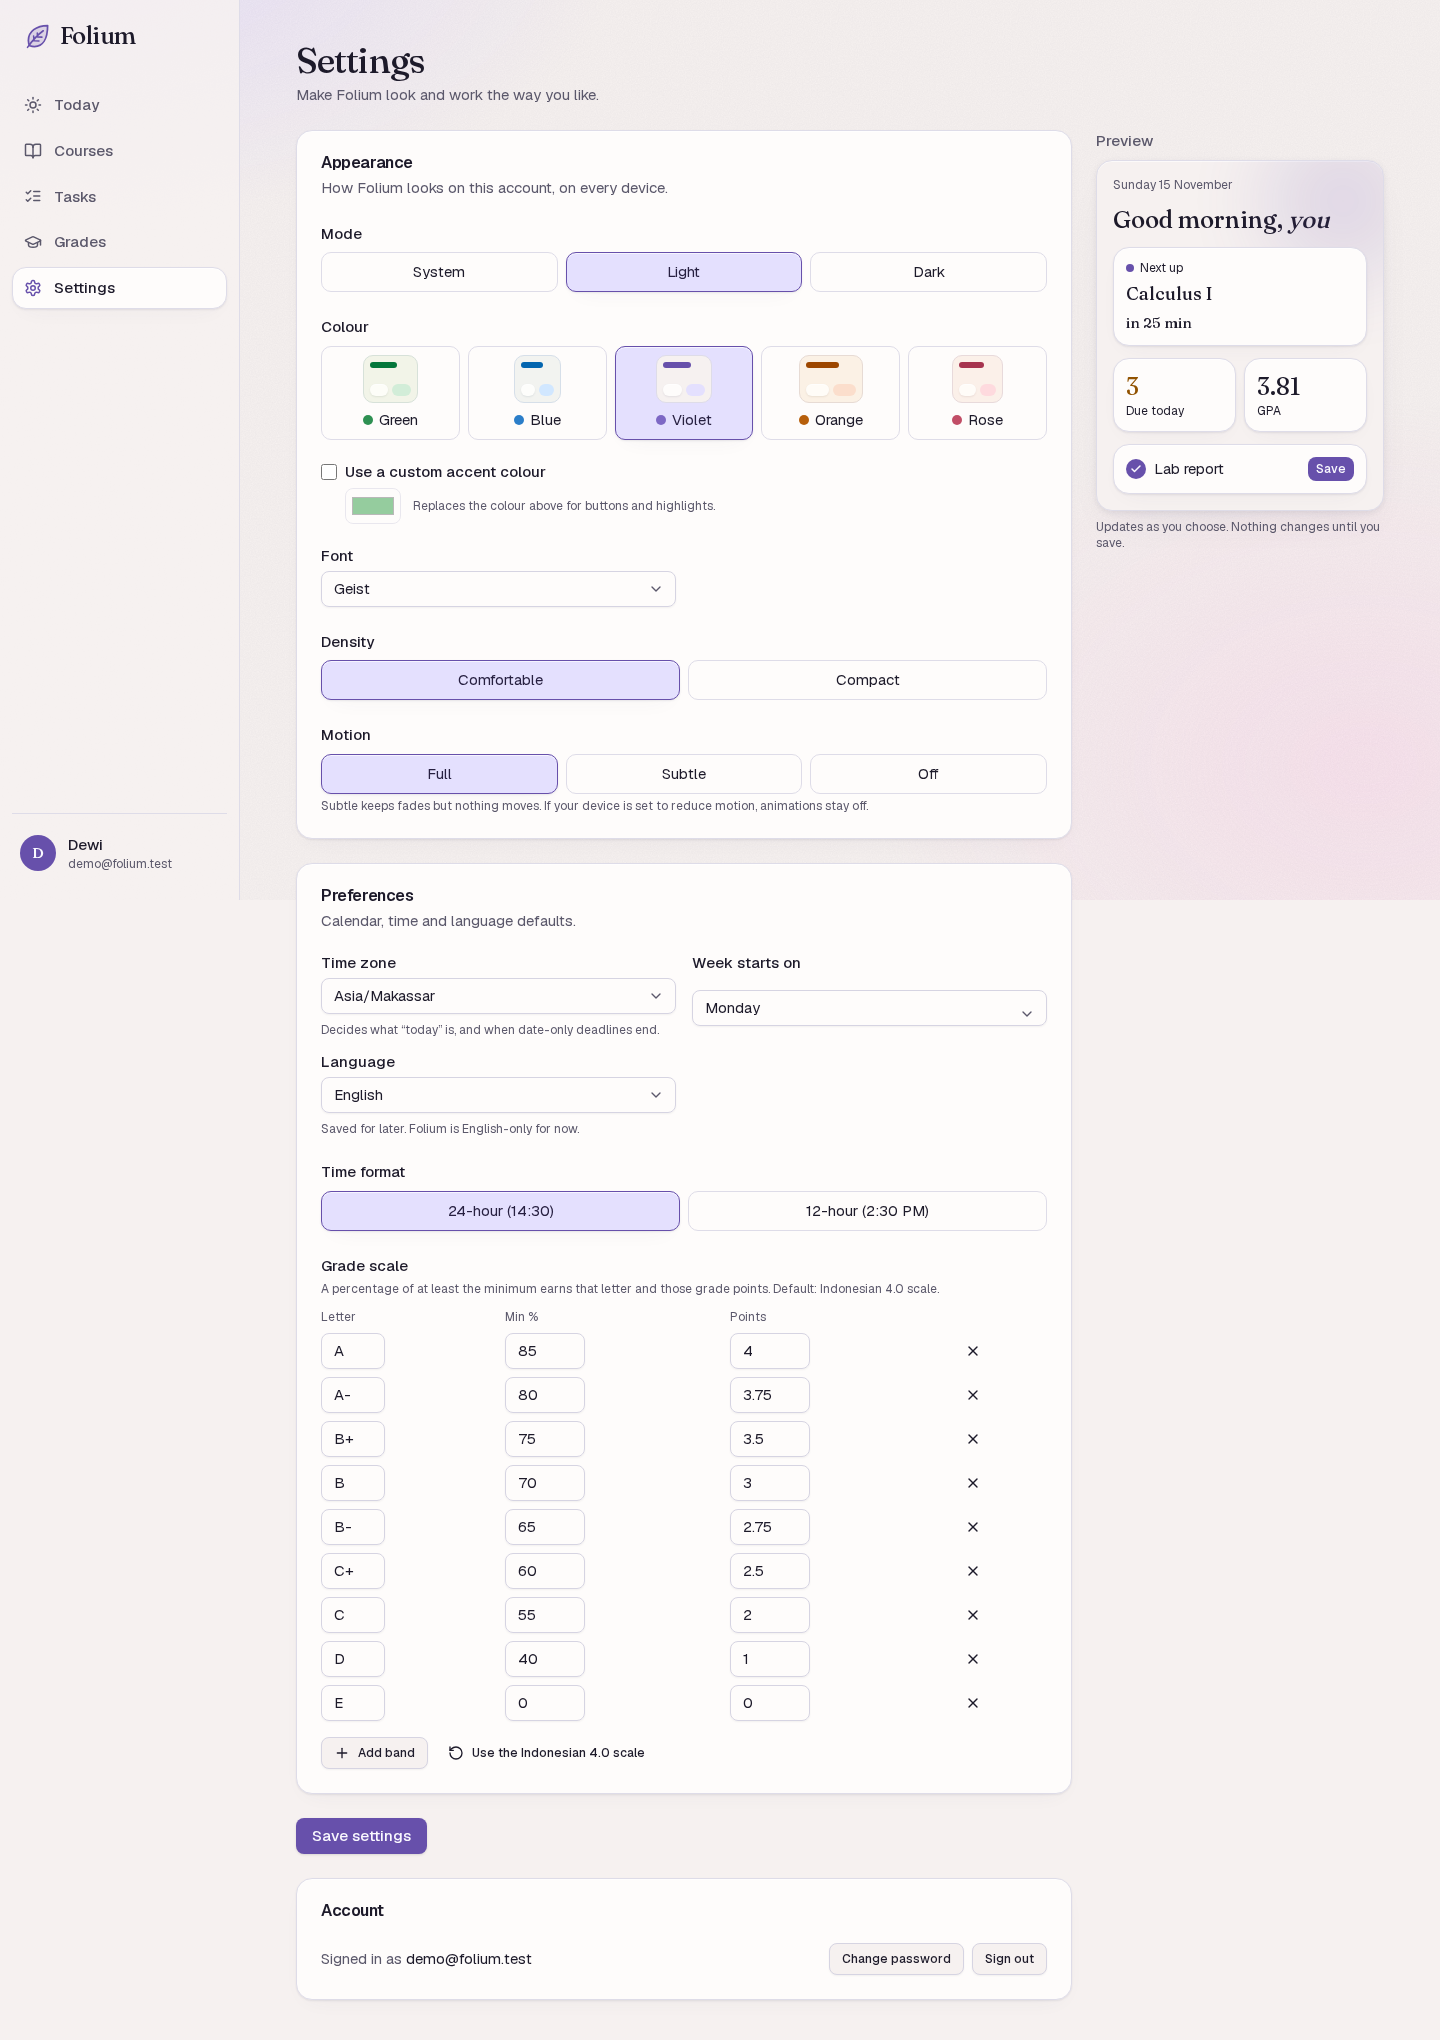 Folium
Today
Courses
Tasks
Grades
Settings
Dewi
D
demo@folium.test
Settings
Make Folium look and work the way you like.
Appearance
How Folium looks on this account, on every device.
Mode
System
Light
Dark
Colour
Green
Blue
Violet
Orange
Rose
Use a custom accent colour
Replaces the colour above for buttons and highlights.
Font
Geist
Density
Comfortable
Compact
Motion
Full
Subtle
Off
Subtle keeps fades but nothing moves. If your device is set to reduce motion, animations stay off.
Preview
Sunday 15 November
Good morning, you
Next up
Calculus I
in 25 min
3
Due today
3.81
GPA
Lab report
Save
Updates as you choose. Nothing changes until you
save.
Preferences
Calendar, time and language defaults.
Time zone
Asia/Makassar
Decides what “today” is, and when date-only deadlines end.
Week starts on
Monday
Language
English
Saved for later. Folium is English-only for now.
Time format
24-hour (14:30)
12-hour (2:30 PM)
Grade scale
A percentage of at least the minimum earns that letter and those grade points. Default: Indonesian 4.0 scale.
Letter Min % Points
A 85 4
A- 80 3.75
B+ 75 3.5
B 70 3
B- 65 2.75
C+ 60 2.5
C 55 2
D 40 1
E 0 0
Add band
Use the Indonesian 4.0 scale
Save settings
Account
Signed in as demo@folium.test
Change password
Sign out